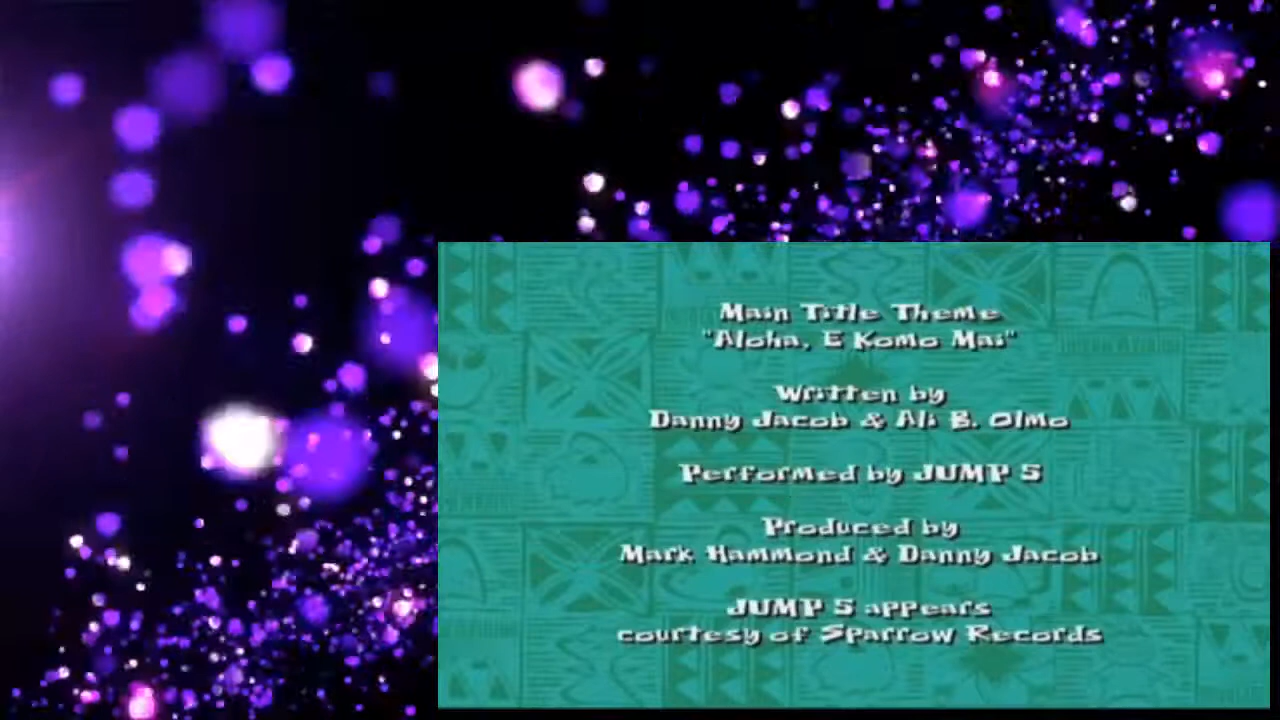 Main Title Theme
"Aloha, E Komo Mai"
Written by
Danny Jacob & Ali B. Olmo
Performed by JUMP 5
Produced by
Mark Hammond & Danny Jacob
JUMP 5 appears
courtesy of Sparrow Records